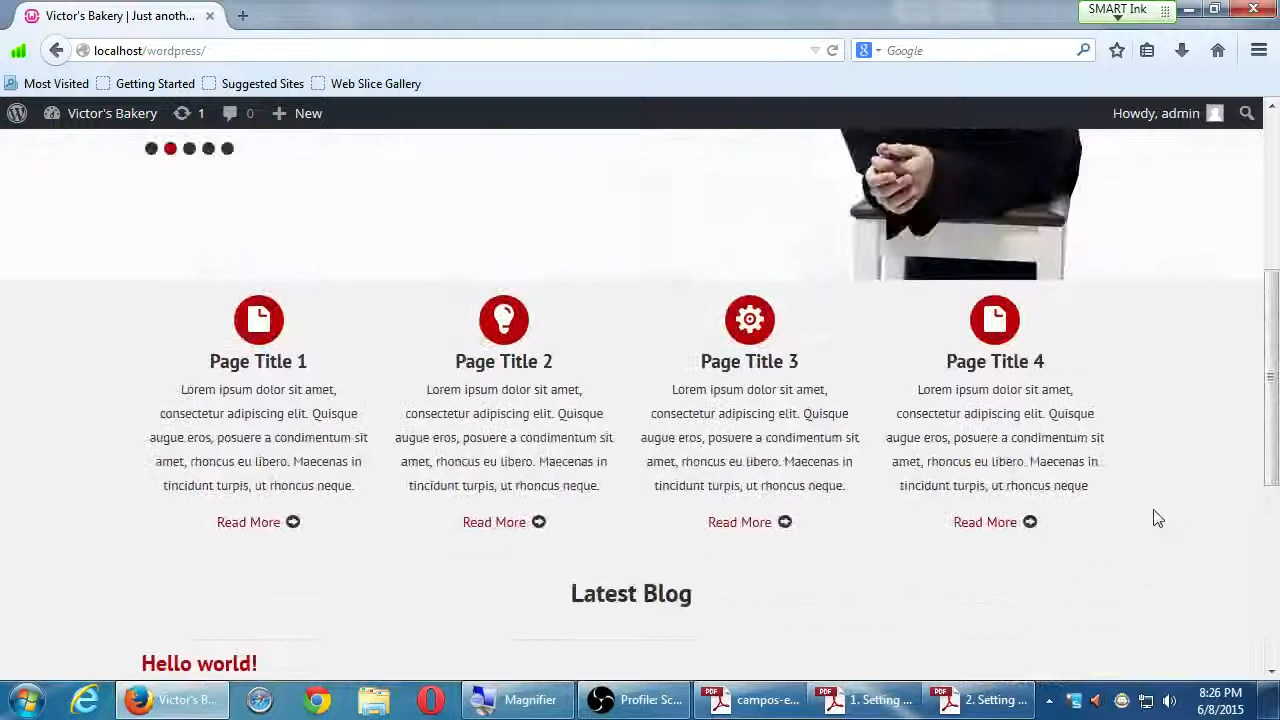 Victor's Bakery | Just anoth...
SMART Ink
localhost/wordpress/
Google
Most Visited Getting Started Suggested Sites Web Slice Gallery
Victor's Bakery 1 0 New Howdy, admin
Page Title 1
Lorem ipsum dolor sit amet,
consectetur adipiscing elit. Quisque
augue eros, posuere a condimentum sit
amet, rhoncus eu libero. Maecenas in
tincidunt turpis, ut rhoncus neque.
Read More
Page Title 2
Lorem ipsum dolor sit amet,
consectetur adipiscing elit. Quisque
augue eros, posuere a condimentum sit
amet, rhoncus eu libero. Maecenas in
tincidunt turpis, ut rhoncus neque.
Read More
Page Title 3
Lorem ipsum dolor sit amet,
consectetur adipiscing elit. Quisque
augue eros, posuere a condimentum sit
amet, rhoncus eu libero. Maecenas in
tincidunt turpis, ut rhoncus neque.
Read More
Page Title 4
Lorem ipsum dolor sit amet,
consectetur adipiscing elit. Quisque
augue eros, posuere a condimentum sit
amet, rhoncus eu libero. Maecenas in
tincidunt turpis, ut rhoncus neque
Read More
Latest Blog
Hello world!
Victor's B...
Magnifier
Profile: Sc...
campos-e...
1. Setting ...
2. Setting ...
8:26 PM
6/8/2015